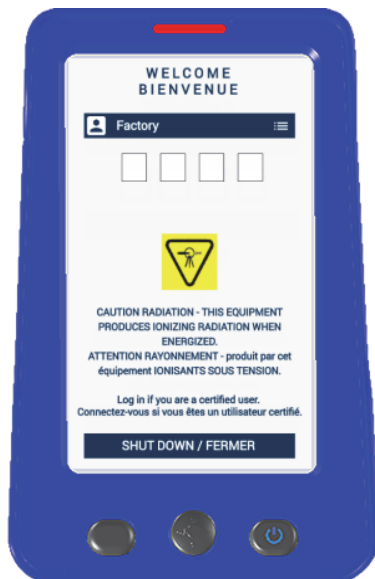 WELCOME
BIENVENUE
Factory
CAUTION RADIATION - THIS EQUIPMENT
PRODUCES IONIZING RADIATION WHEN
ENERGIZED.
ATTENTION RAYONNEMENT - produit par cet
équipement IONISANTS SOUS TENSION.
Log in if you are a certified user.
Connectez-vous si vous êtes un utilisateur certifié.
SHUT DOWN / FERMER